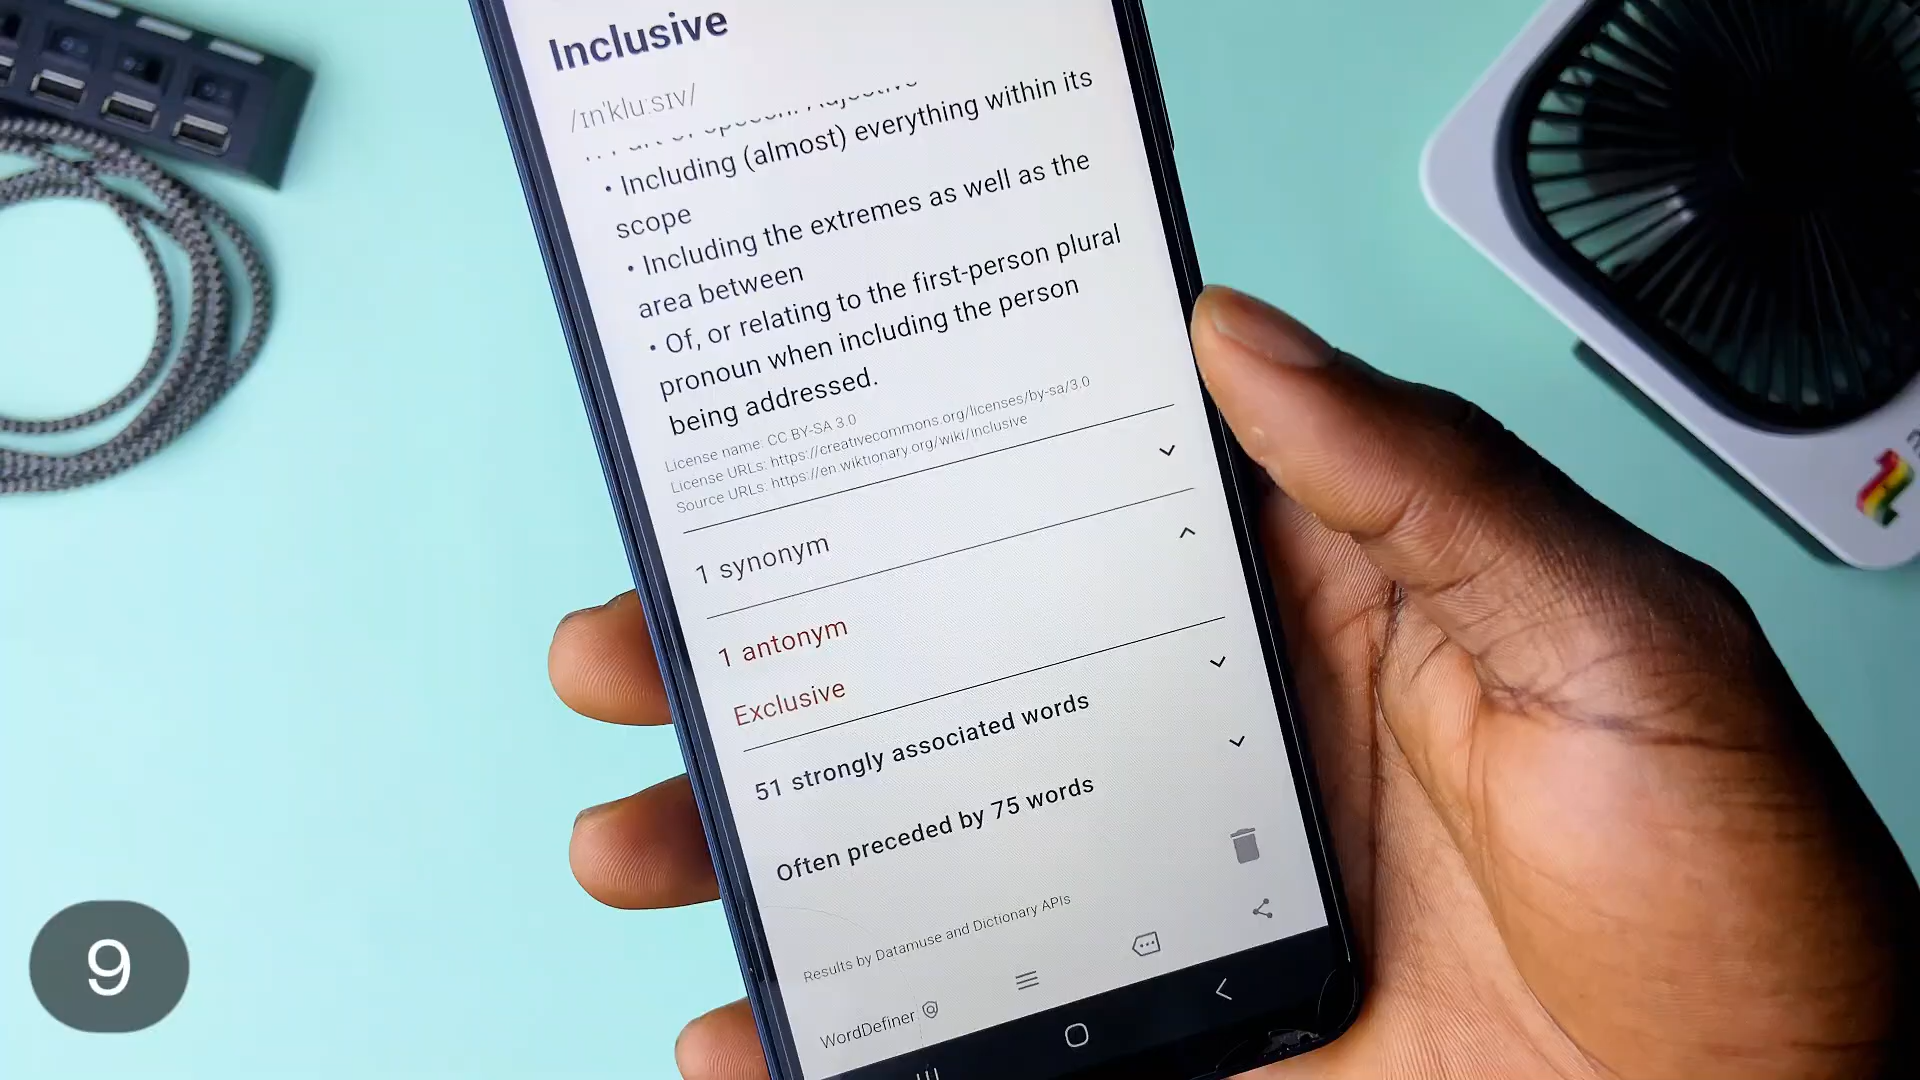 Inclusive
/ɪnˈkluːsɪv/
Part of speech: Adjective
• Including (almost) everything within its
scope
• Including the extremes as well as the
area between
• Of, or relating to the first-person plural
pronoun when including the person
being addressed.
License name: CC BY-SA 3.0
License URLs: https://creativecommons.org/licenses/by-sa/3.0
Source URLs: https://en.wiktionary.org/wiki/inclusive
1 synonym
1 antonym
Exclusive
51 strongly associated words
Often preceded by 75 words
Results by Datamuse and Dictionary APIs
WordDefiner
9